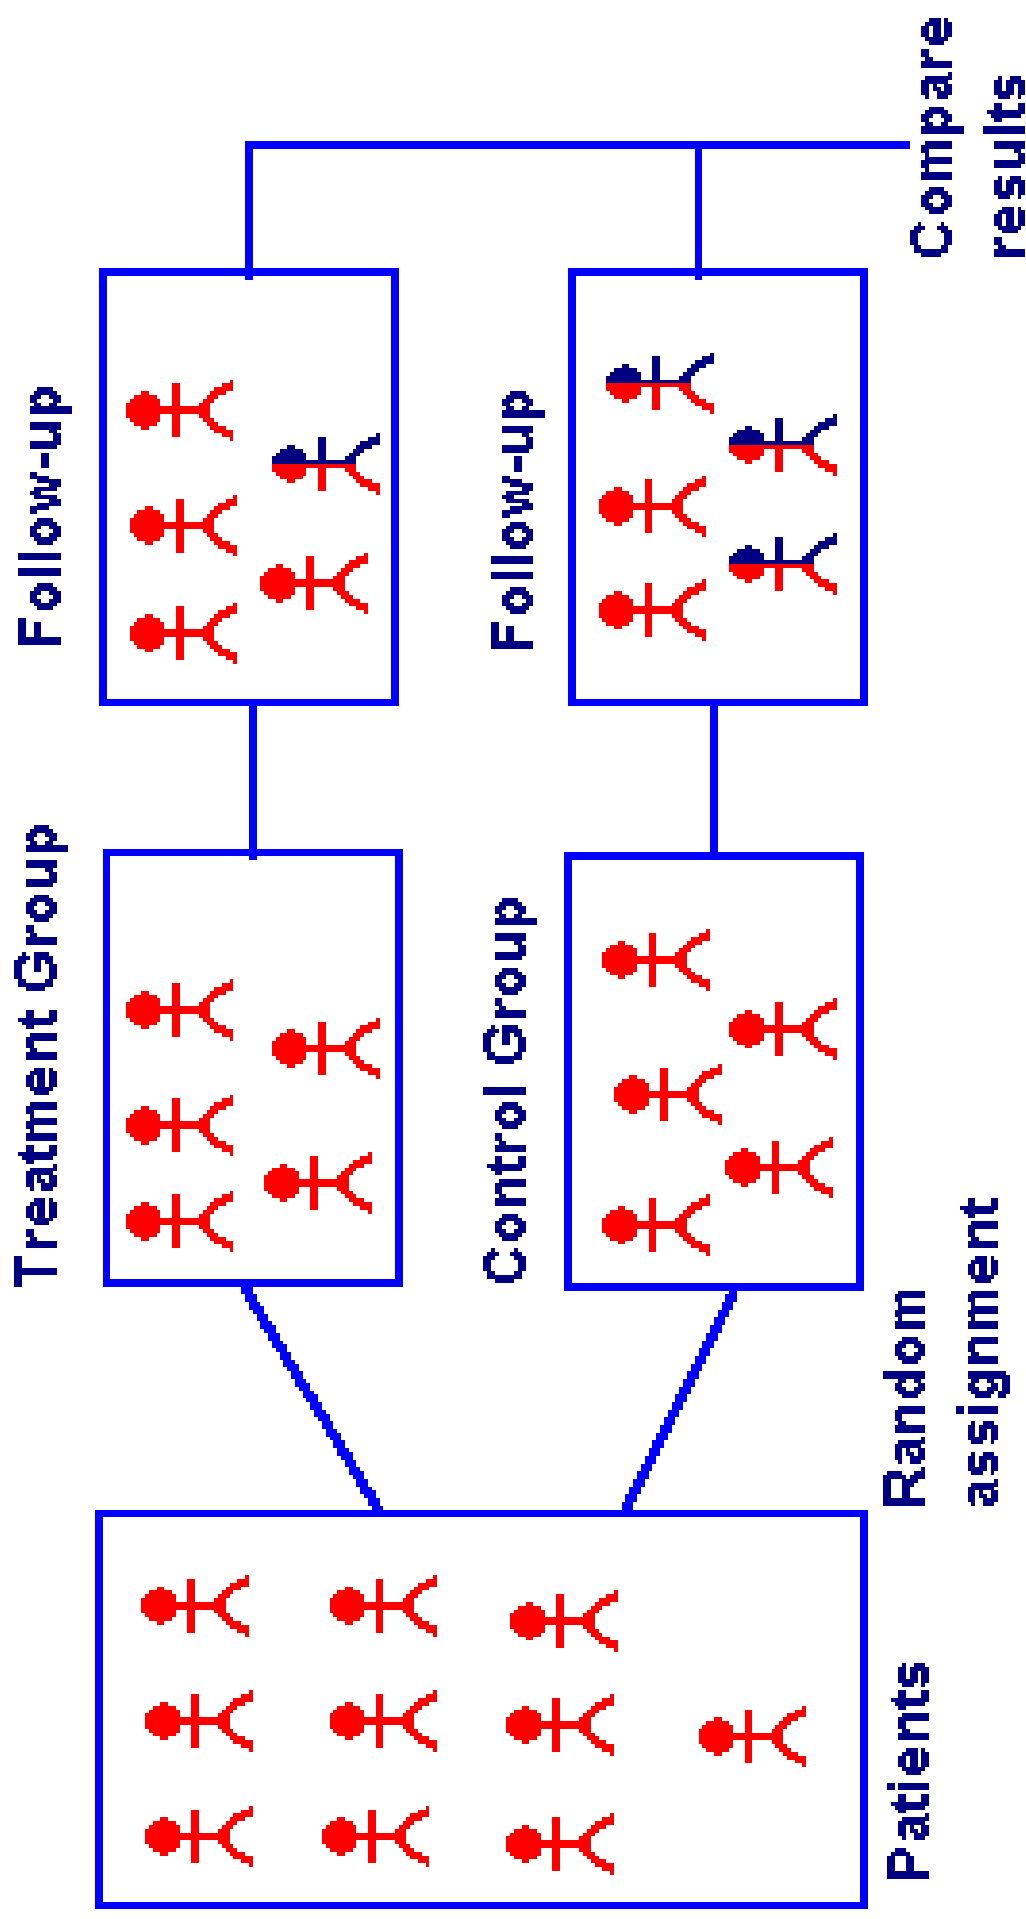 Treatment Group
Follow-up
Control Group
Follow-up
Patients
Random
assignment
Compare
results